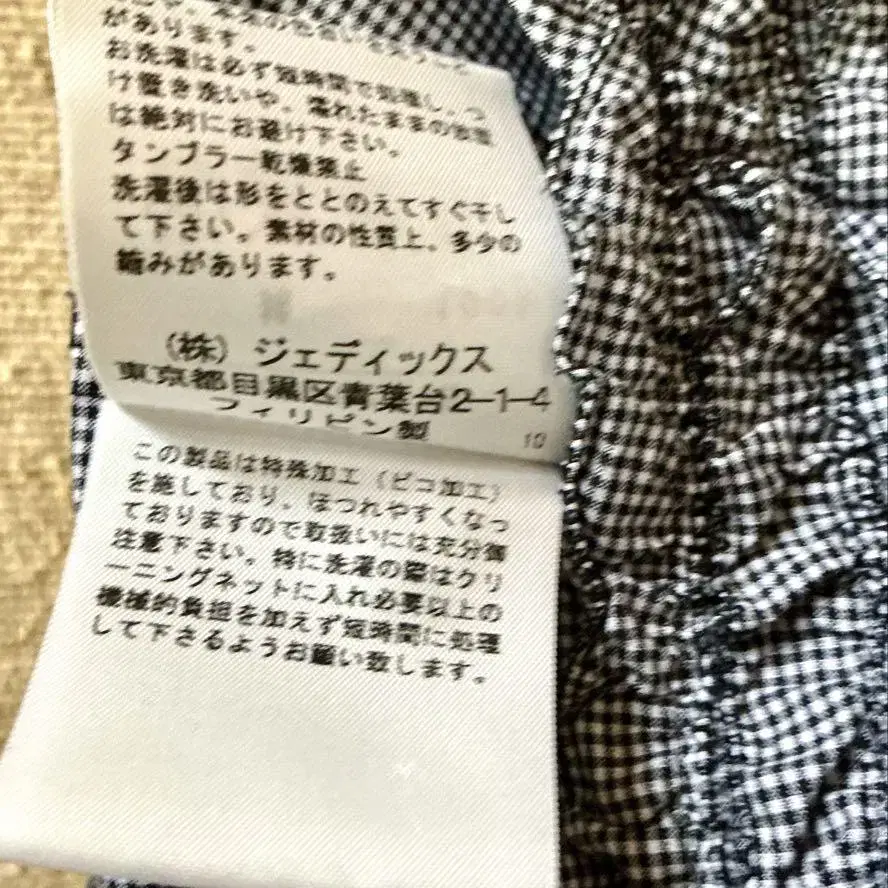 があります。
お洗濯は必ず短時間で処理し、つ
け置き洗いや、濡れたままの放置
は絶対にお避け下さい。
タンブラー乾燥禁止
洗濯後は形をととのえてすぐ干し
て下さい。素材の性質上、多少の
縮みがあります。
(株) ジェディックス
東京都目黒区青葉台2-1-4
フィリピン製
10
この製品は特殊加工(ピコ加工)
を施しており、ほつれやすくなっ
ておりますので取扱いには充分御
注意下さい。特に洗濯の際はクリ
ーニングネットに入れ必要以上の
機械的負担を加えず短時間に処理
して下さるようお願い致します。